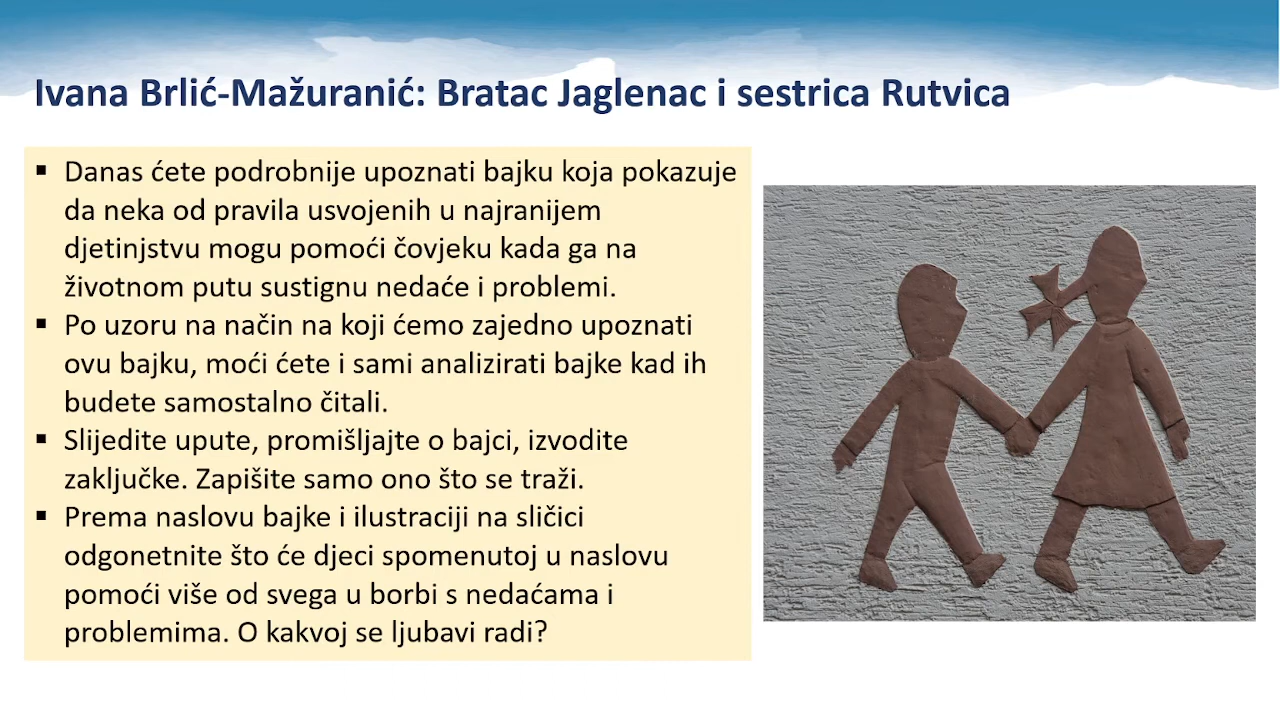 Ivana Brlić-Mažuranić: Bratac Jaglenac i sestrica Rutvica
▪ Danas ćete podrobnije upoznati bajku koja pokazuje
da neka od pravila usvojenih u najranijem
djetinjstvu mogu pomoći čovjeku kada ga na
životnom putu sustignu nedaće i problemi.
▪ Po uzoru na način na koji ćemo zajedno upoznati
ovu bajku, moći ćete i sami analizirati bajke kad ih
budete samostalno čitali.
▪ Slijedite upute, promišljajte o bajci, izvodite
zaključke. Zapišite samo ono što se traži.
▪ Prema naslovu bajke i ilustraciji na sličici
odgonetnite što će djeci spomenutoj u naslovu
pomoći više od svega u borbi s nedaćama i
problemima. O kakvoj se ljubavi radi?